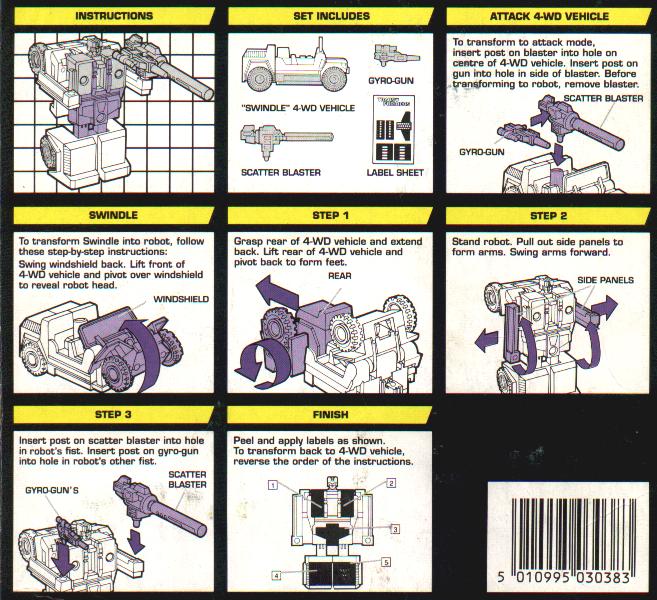 INSTRUCTIONS
SET INCLUDES
GYRO-GUN
"SWINDLE" 4-WD VEHICLE
TRANSFORMERS
SCATTER BLASTER
LABEL SHEET
ATTACK 4-WD VEHICLE
To transform to attack mode,
insert post on blaster into hole on
centre of 4-WD vehicle. Insert post on
gun into hole in side of blaster. Before
transforming to robot, remove blaster.
SCATTER BLASTER
GYRO-GUN
SWINDLE
To transform Swindle into robot, follow
these step-by-step instructions:
Swing windshield back. Lift front of
4-WD vehicle and pivot over windshield
to reveal robot head.
WINDSHIELD
STEP 1
Grasp rear of 4-WD vehicle and extend
back. Lift rear of 4-WD vehicle and
pivot back to form feet.
REAR
STEP 2
Stand robot. Pull out side panels to
form arms. Swing arms forward.
SIDE PANELS
STEP 3
Insert post on scatter blaster into hole
in robot's fist. Insert post on gyro-gun
into hole in robot's other fist.
SCATTER
BLASTER
GYRO-GUN'S
FINISH
Peel and apply labels as shown.
To transform back to 4-WD vehicle,
reverse the order of the instructions.
1
2
3
4
5
5 010995 030383